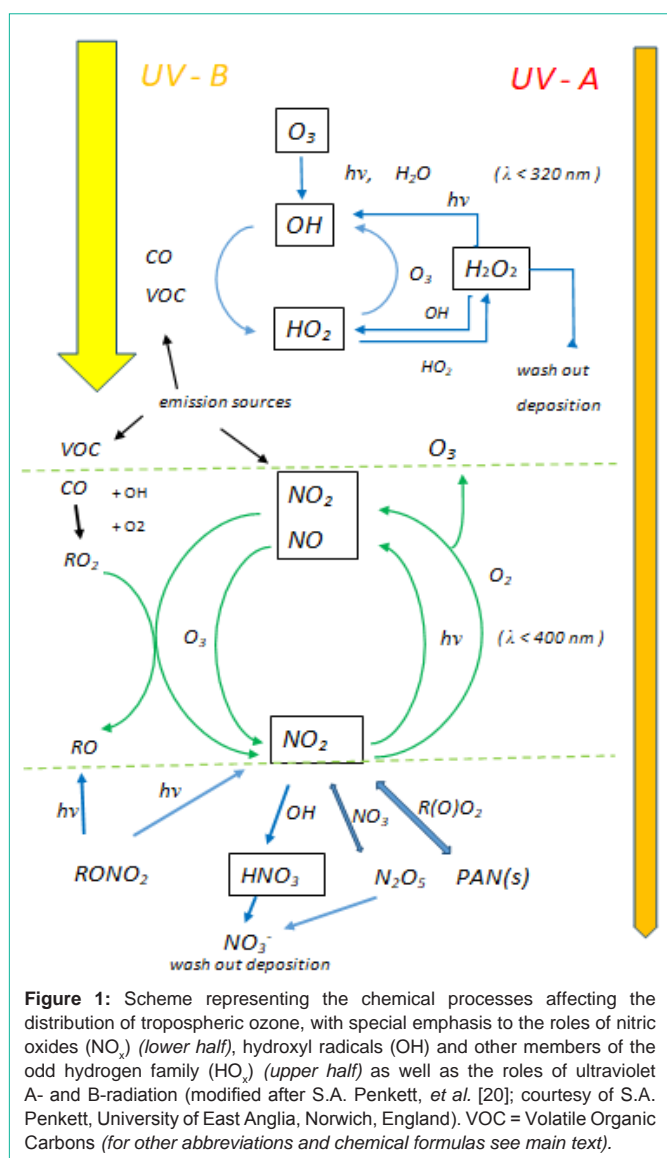 UV - B
UV - A
O₃
hν, H₂O (λ < 320 nm)
hν
OH
CO
O₃
H₂O₂
VOC
OH
HO₂
HO₂
wash out
deposition
emission sources
VOC
O₃
CO + OH
NO₂
+ O2
NO
RO₂
O₂
O₃
hν (λ < 400 nm)
RO
NO₂
hν
hν
OH
NO₃
R(O)O₂
RONO₂
HNO₃
N₂O₅
PAN(s)
NO₃⁻
wash out deposition
Figure 1: Scheme representing the chemical processes affecting the
distribution of tropospheric ozone, with special emphasis to the roles of nitric
oxides (NOₓ) (lower half), hydroxyl radicals (OH) and other members of the
odd hydrogen family (HOₓ) (upper half) as well as the roles of ultraviolet
A- and B-radiation (modified after S.A. Penkett, et al. [20]; courtesy of S.A.
Penkett, University of East Anglia, Norwich, England). VOC = Volatile Organic
Carbons (for other abbreviations and chemical formulas see main text).